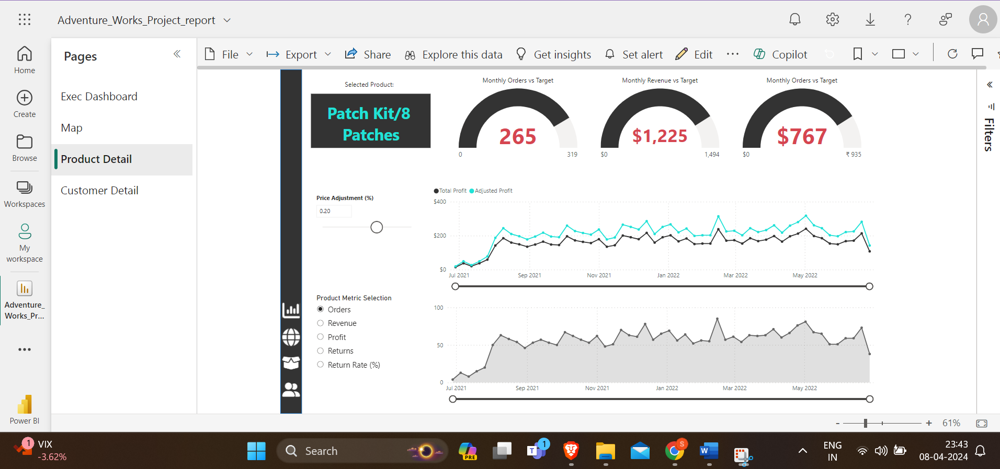 Adventure_Works_Project_report
Home
Create
Browse
Workspaces
My
workspace
Adventure_
Works_Pr...
Power BI
Pages
Exec Dashboard
Map
Product Detail
Customer Detail
File
Export
Share
Explore this data
Get insights
Set alert
Edit
Copilot
Filters
Selected Product:
Patch Kit/8
Patches
Monthly Orders vs Target
265
0
319
Monthly Revenue vs Target
$1,225
$0
1,494
Monthly Orders vs Target
$767
$0
₹ 935
Price Adjustment (%)
0.20
Total Profit
Adjusted Profit
$400
$200
$0
Jul 2021
Sep 2021
Nov 2021
Jan 2022
Mar 2022
May 2022
Product Metric Selection
Orders
Revenue
Profit
Returns
Return Rate (%)
100
50
0
Jul 2021
Sep 2021
Nov 2021
Jan 2022
Mar 2022
May 2022
- + 61%
1
VIX
-3.62%
Search
PRE
T
1
S
W
ENG
IN
23:43
08-04-2024